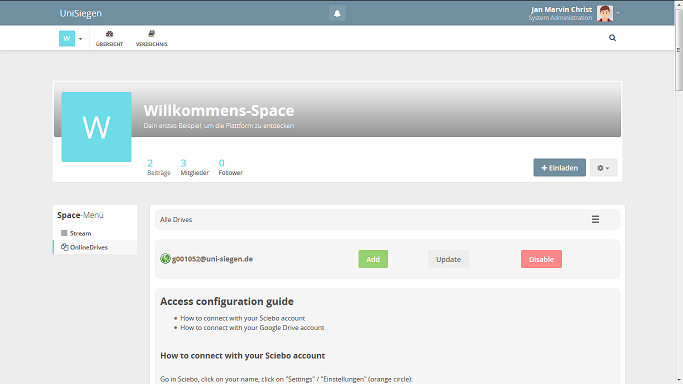 UniSiegen
Jan Marvin Christ
System Administration
W
ÜBERSICHT
VERZEICHNIS
W
Willkommens-Space
Dein erstes Beispiel, um die Plattform zu entdecken
2
Beiträge
3
Mitglieder
0
Follower
+ Einladen
Space-Menü
Stream
OnlineDrives
Alle Drives
g001052@uni-siegen.de
Add
Update
Disable
Access configuration guide
How to connect with your Sciebo account
How to connect with your Google Drive account
How to connect with your Sciebo account
Go in Sciebo, click on your name, click on "Settings" / "Einstellungen" (orange circle):